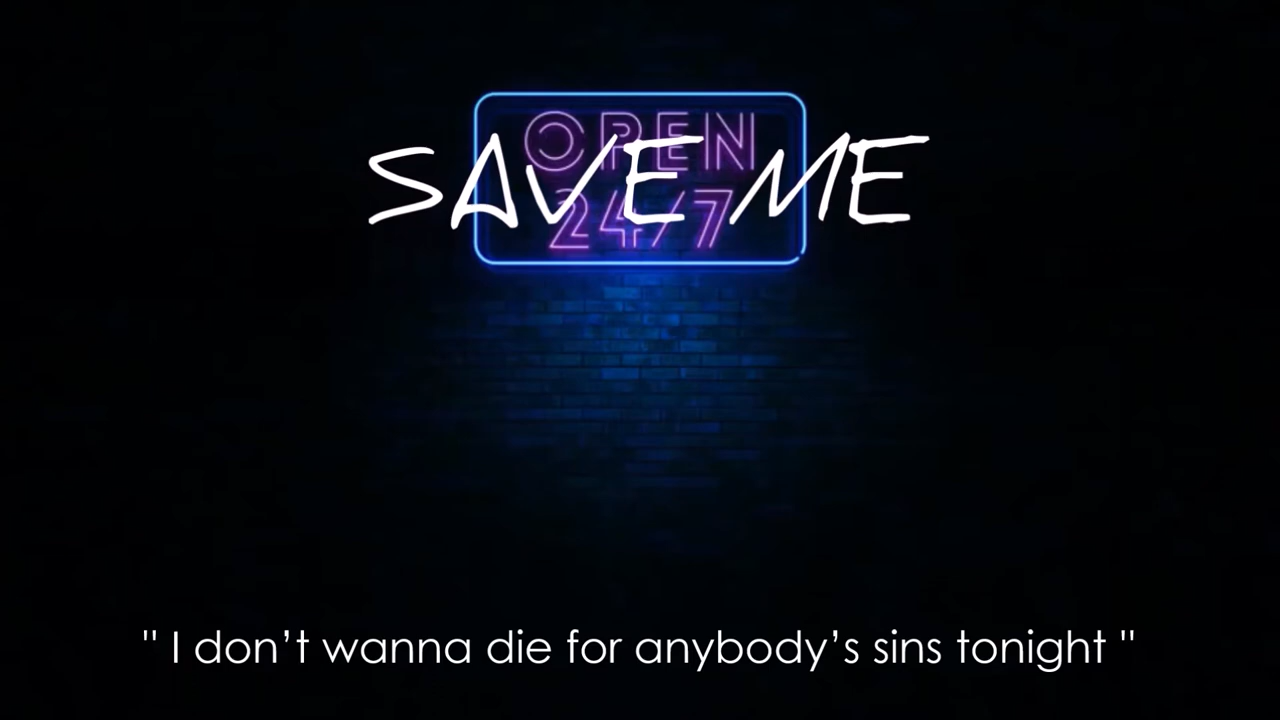 OPEN
SAVE ME
24/7
" I don’t wanna die for anybody’s sins tonight "